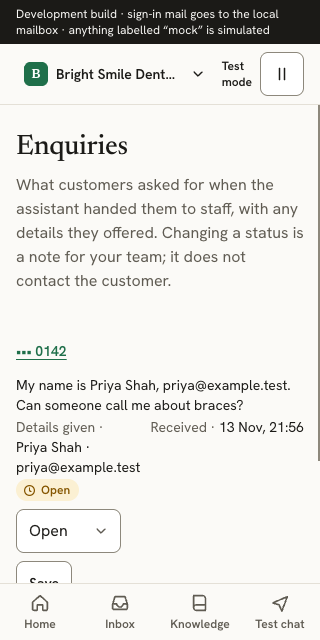 Development build · sign-in mail goes to the local
mailbox · anything labelled “mock” is simulated
B Bright Smile Dent… Test
mode
Enquiries
What customers asked for when the
assistant handed them to staff, with any
details they offered. Changing a status is
a note for your team; it does not
contact the customer.
••• 0142
My name is Priya Shah, priya@example.test.
Can someone call me about braces?
Details given · Received · 13 Nov, 21:56
Priya Shah ·
priya@example.test
Open
Open
Save
Home Inbox Knowledge Test chat